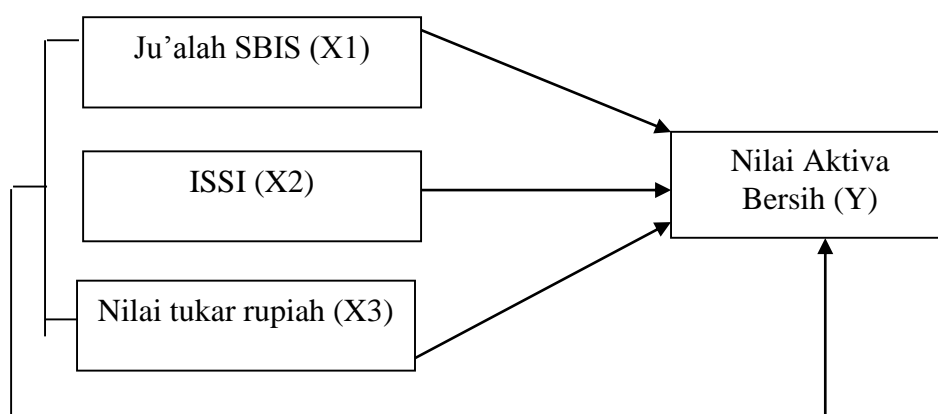 Ju’alah SBIS (X1)
ISSI (X2)
Nilai tukar rupiah (X3)
Nilai Aktiva
Bersih (Y)